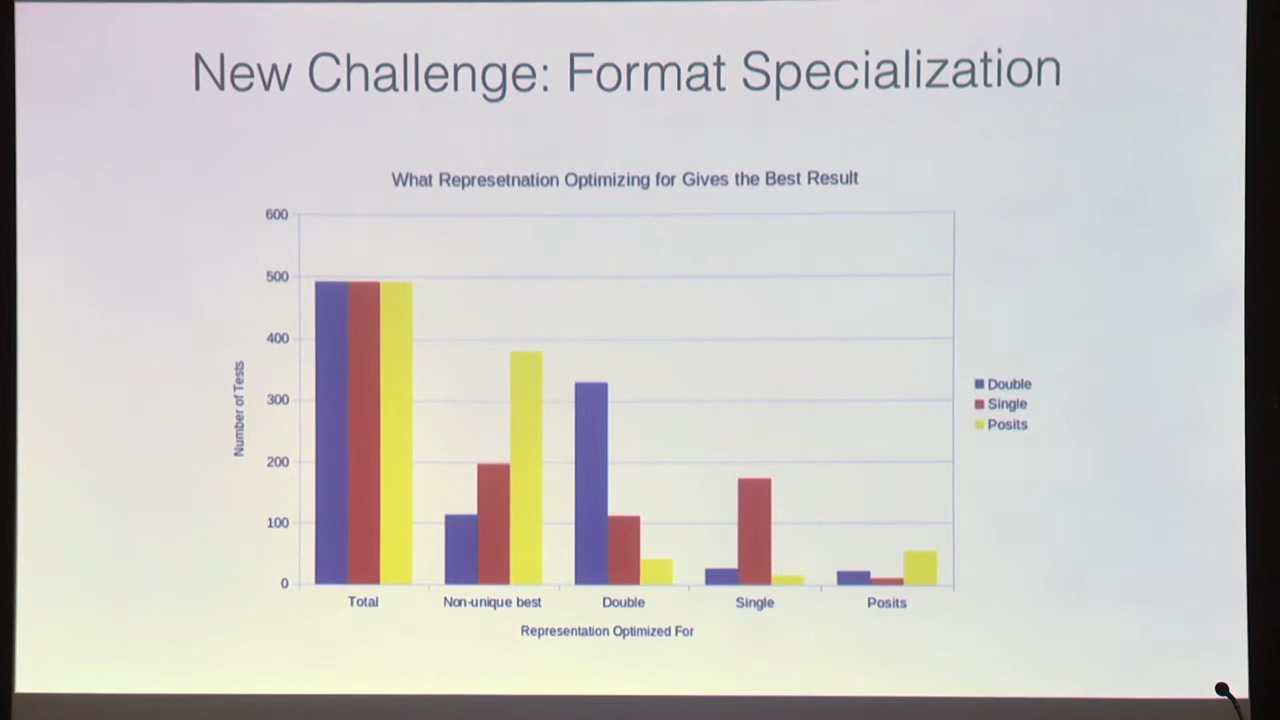 New Challenge: Format Specialization
What Represetnation Optimizing for Gives the Best Result
600
500
400
300
200
100
0
Number of Tests
Total
Non-unique best
Double
Single
Posits
Representation Optimized For
Double
Single
Posits